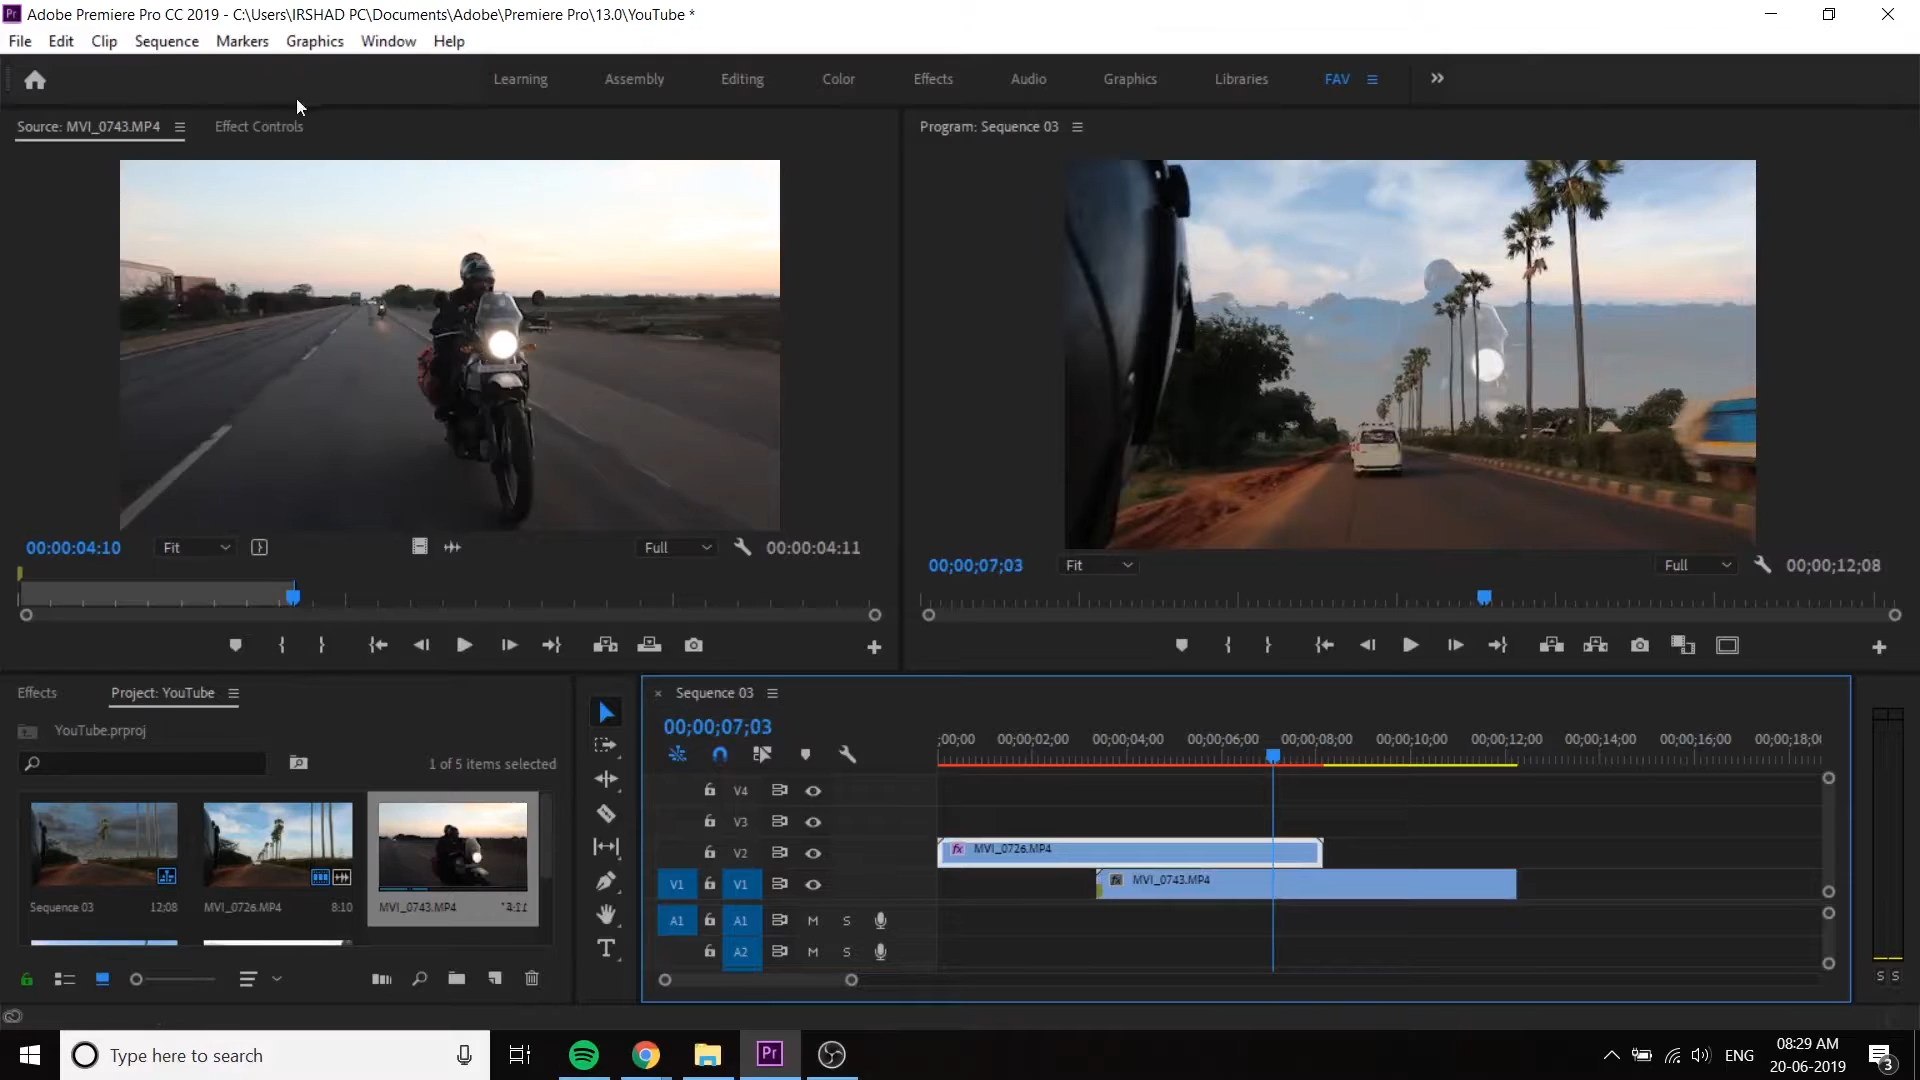 Adobe Premiere Pro CC 2019 - C:\Users\IRSHAD PC\Documents\Adobe\Premiere Pro\13.0\YouTube *
File Edit Clip Sequence Markers Graphics Window Help
Learning Assembly Editing Color Effects Audio Graphics Libraries FAV
Source: MVI_0743.MP4 Effect Controls
Program: Sequence 03
00:00:04:10 Fit Full 00:00:04:11
00;00;07;03 Fit Full 00;00;12;08
Effects Project: YouTube
YouTube.prproj
1 of 5 items selected
Sequence 03 12:08 MVI_0726.MP4 8:10 MVI_0743.MP4
Sequence 03
00;00;07;03
;00;00 00;00;02;00 00;00;04;00 00;00;06;00 00;00;08;00 00;00;10;00 00;00;12;00 00;00;14;00 00;00;16;00 00;00;18;0
V4
V3
V2 fx MVI_0726.MP4
V1 V1 fx MVI_0743.MP4
A1 A1 M S
A2 M S
S S
Type here to search
Pr
ENG
08:29 AM
20-06-2019
3